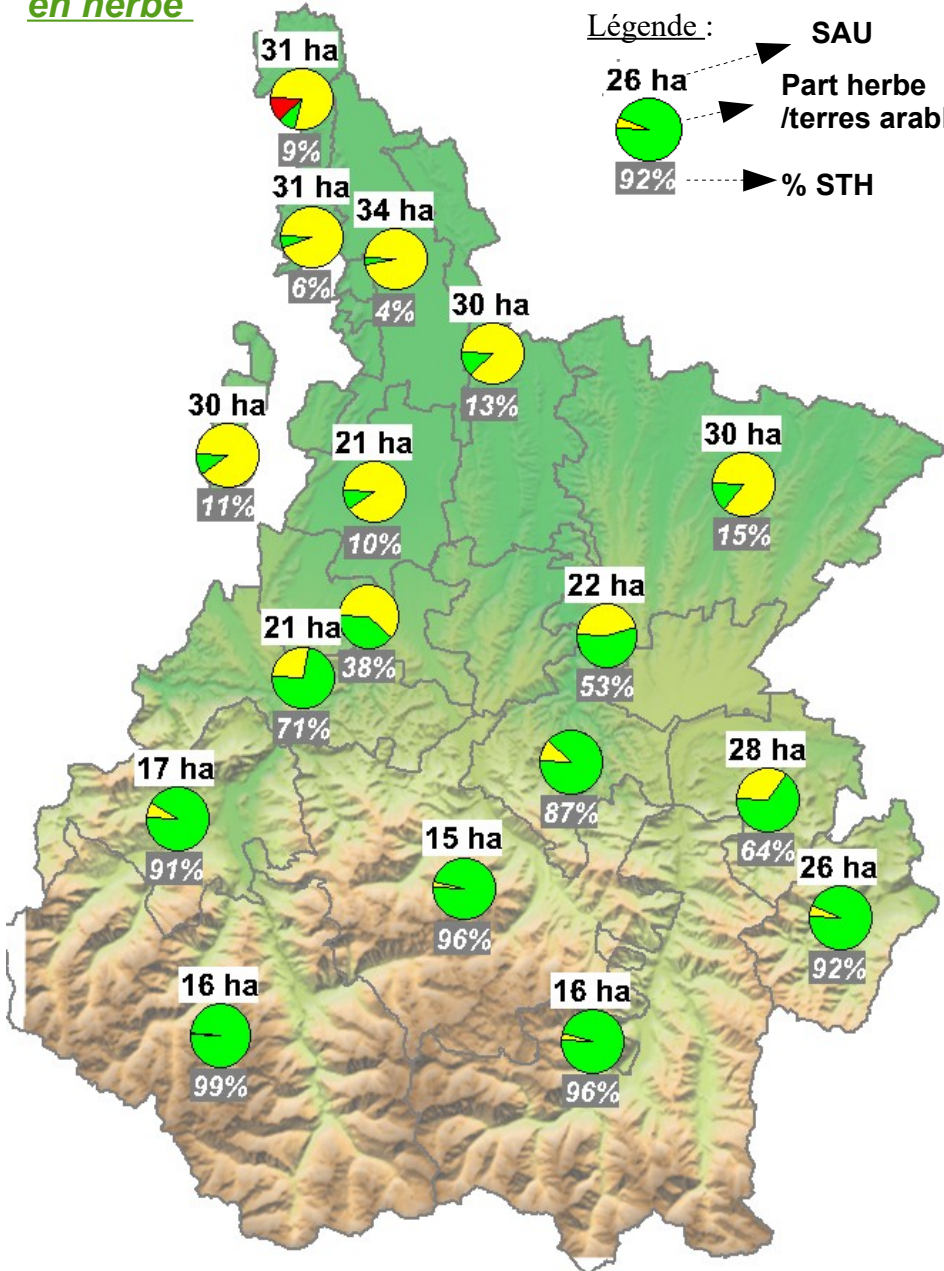 en herbe
Légende :
SAU
26 ha
Part herbe
/terres arabl
92%
% STH
31 ha
9%
31 ha
6%
34 ha
4%
30 ha
13%
30 ha
11%
21 ha
10%
30 ha
15%
38%
21 ha
71%
22 ha
53%
87%
28 ha
64%
17 ha
91%
15 ha
96%
26 ha
92%
16 ha
99%
16 ha
96%